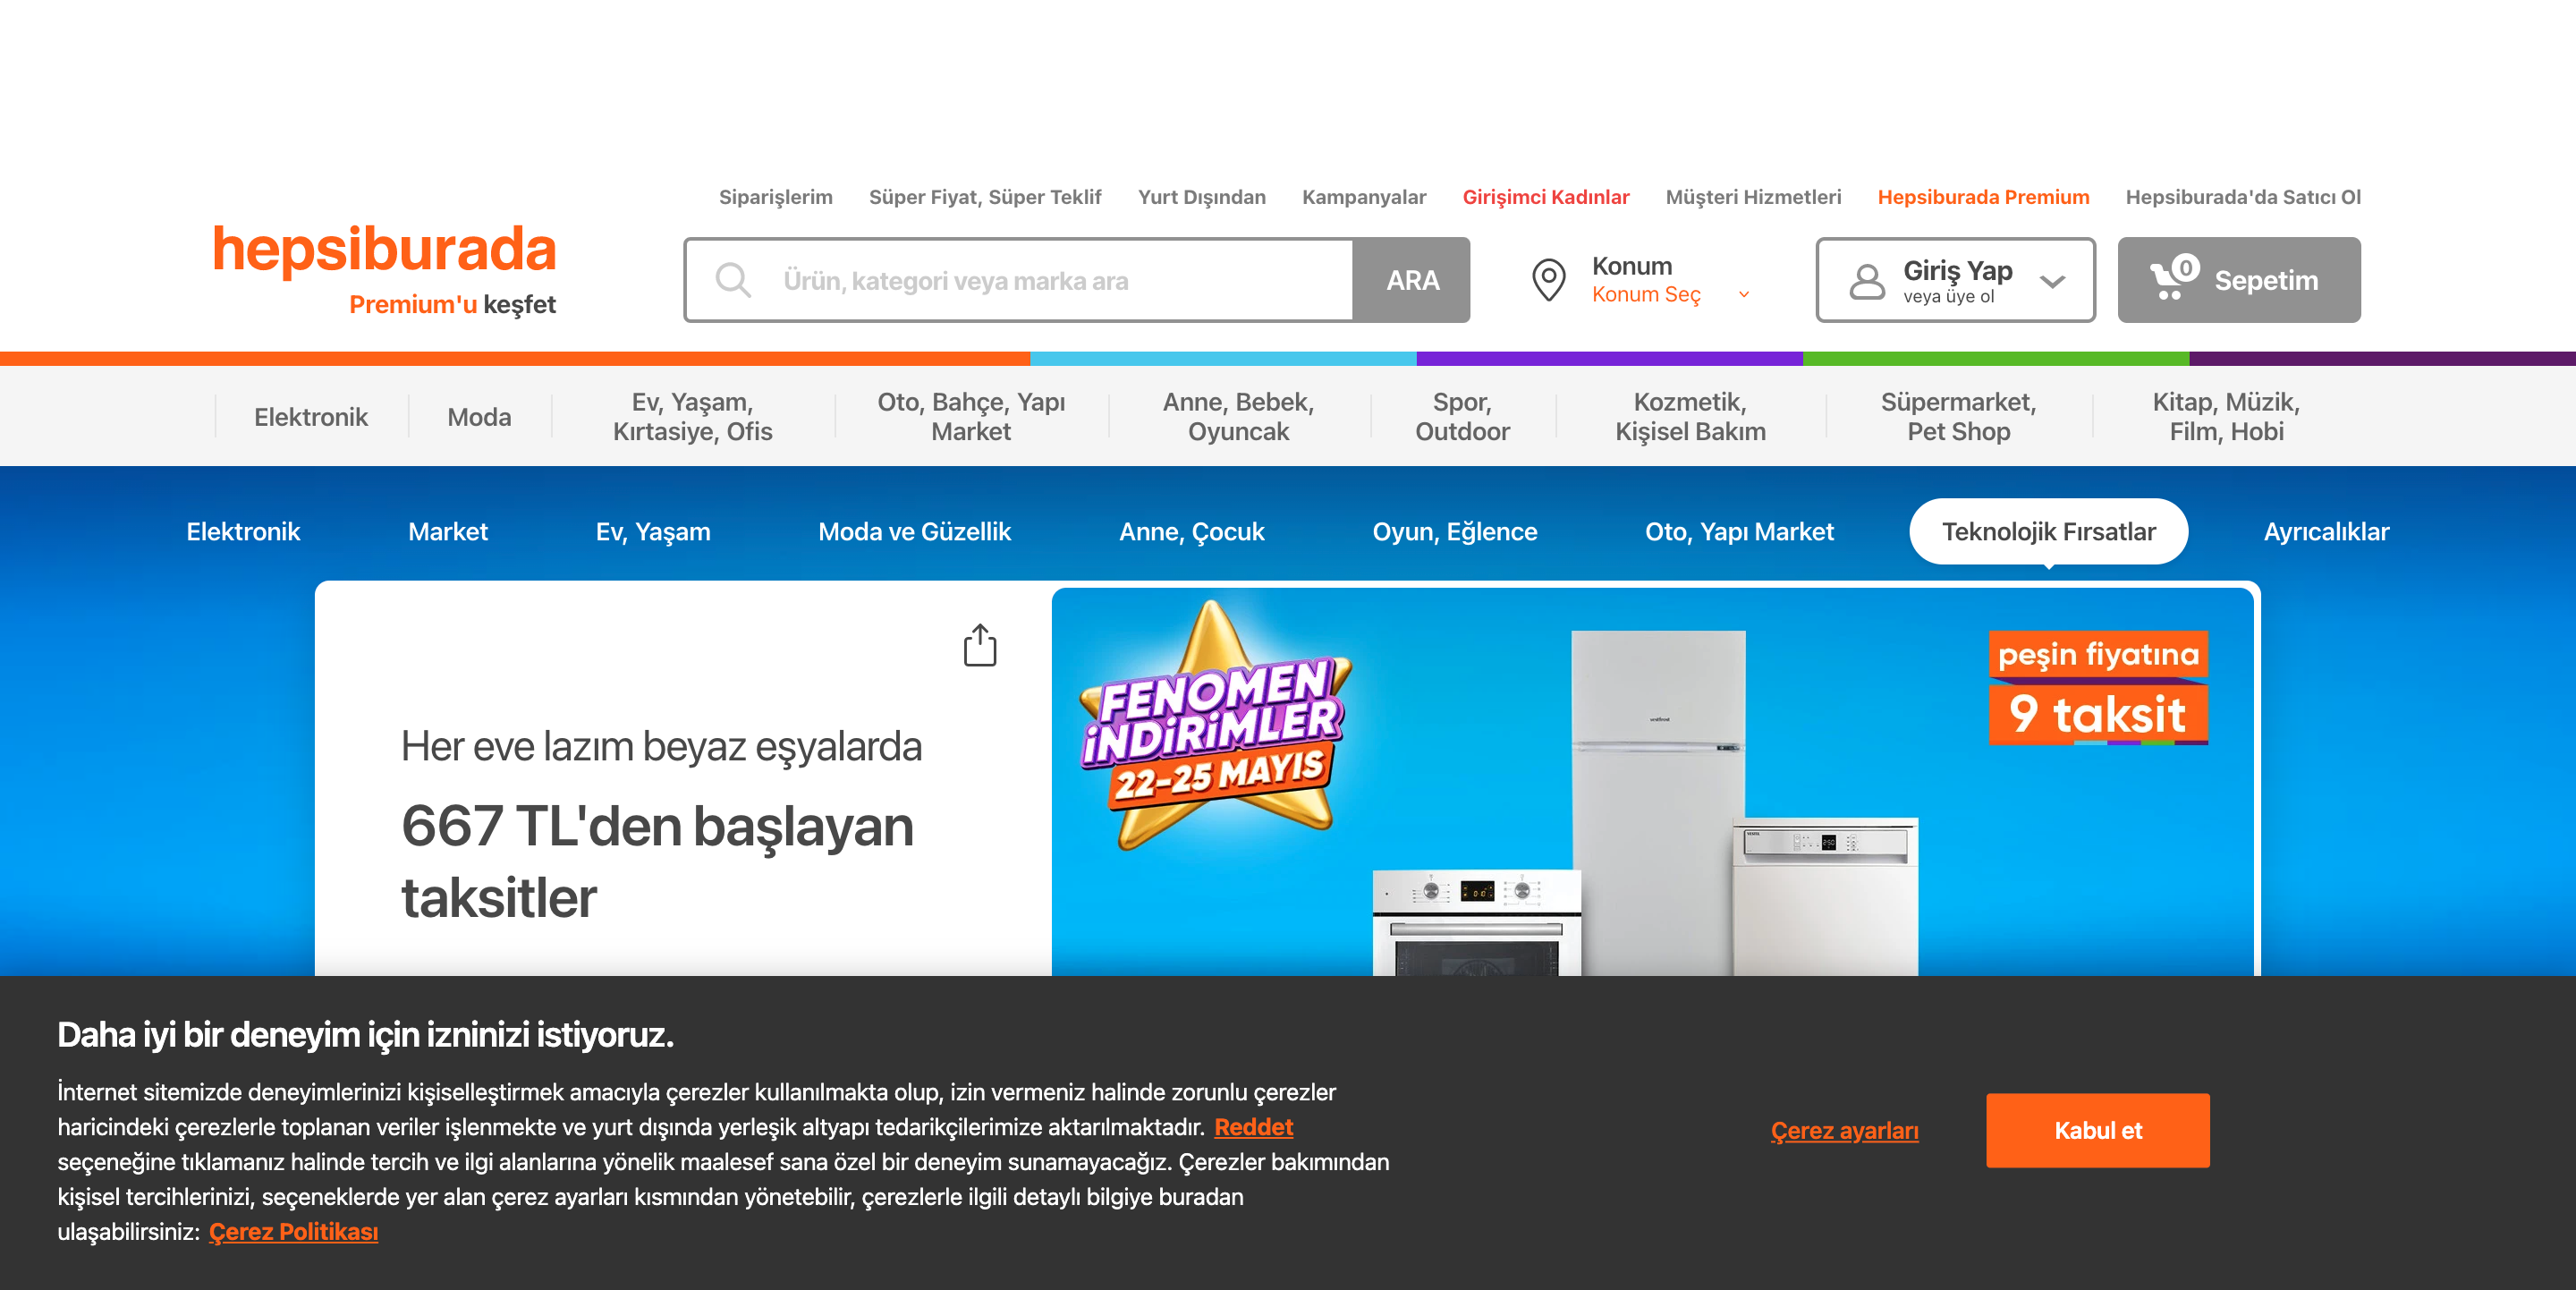 Siparişlerim Süper Fiyat, Süper Teklif Yurt Dışından Kampanyalar Girişimci Kadınlar Müşteri Hizmetleri Hepsiburada Premium Hepsiburada'da Satıcı Ol
hepsiburada
Premium'u keşfet
Ürün, kategori veya marka ara
ARA
Konum
Konum Seç
Giriş Yap
veya üye ol
0
Sepetim
Elektronik
Moda
Ev, Yaşam,
Kırtasiye, Ofis
Oto, Bahçe, Yapı
Market
Anne, Bebek,
Oyuncak
Spor,
Outdoor
Kozmetik,
Kişisel Bakım
Süpermarket,
Pet Shop
Kitap, Müzik,
Film, Hobi
Elektronik Market Ev, Yaşam Moda ve Güzellik Anne, Çocuk Oyun, Eğlence Oto, Yapı Market Teknolojik Fırsatlar Ayrıcalıklar
Her eve lazım beyaz eşyalarda
667 TL'den başlayan
taksitler
FENOMEN
İNDİRİMLER
22-25 MAYIS
peşin fiyatına
9 taksit
Daha iyi bir deneyim için izninizi istiyoruz.
İnternet sitemizde deneyimlerinizi kişiselleştirmek amacıyla çerezler kullanılmakta olup, izin vermeniz halinde zorunlu çerezler
haricindeki çerezlerle toplanan veriler işlenmekte ve yurt dışında yerleşik altyapı tedarikçilerimize aktarılmaktadır. Reddet
seçeneğine tıklamanız halinde tercih ve ilgi alanlarına yönelik maalesef sana özel bir deneyim sunamayacağız. Çerezler bakımından
kişisel tercihlerinizi, seçeneklerde yer alan çerez ayarları kısmından yönetebilir, çerezlerle ilgili detaylı bilgiye buradan
ulaşabilirsiniz: Çerez Politikası
Çerez ayarları
Kabul et